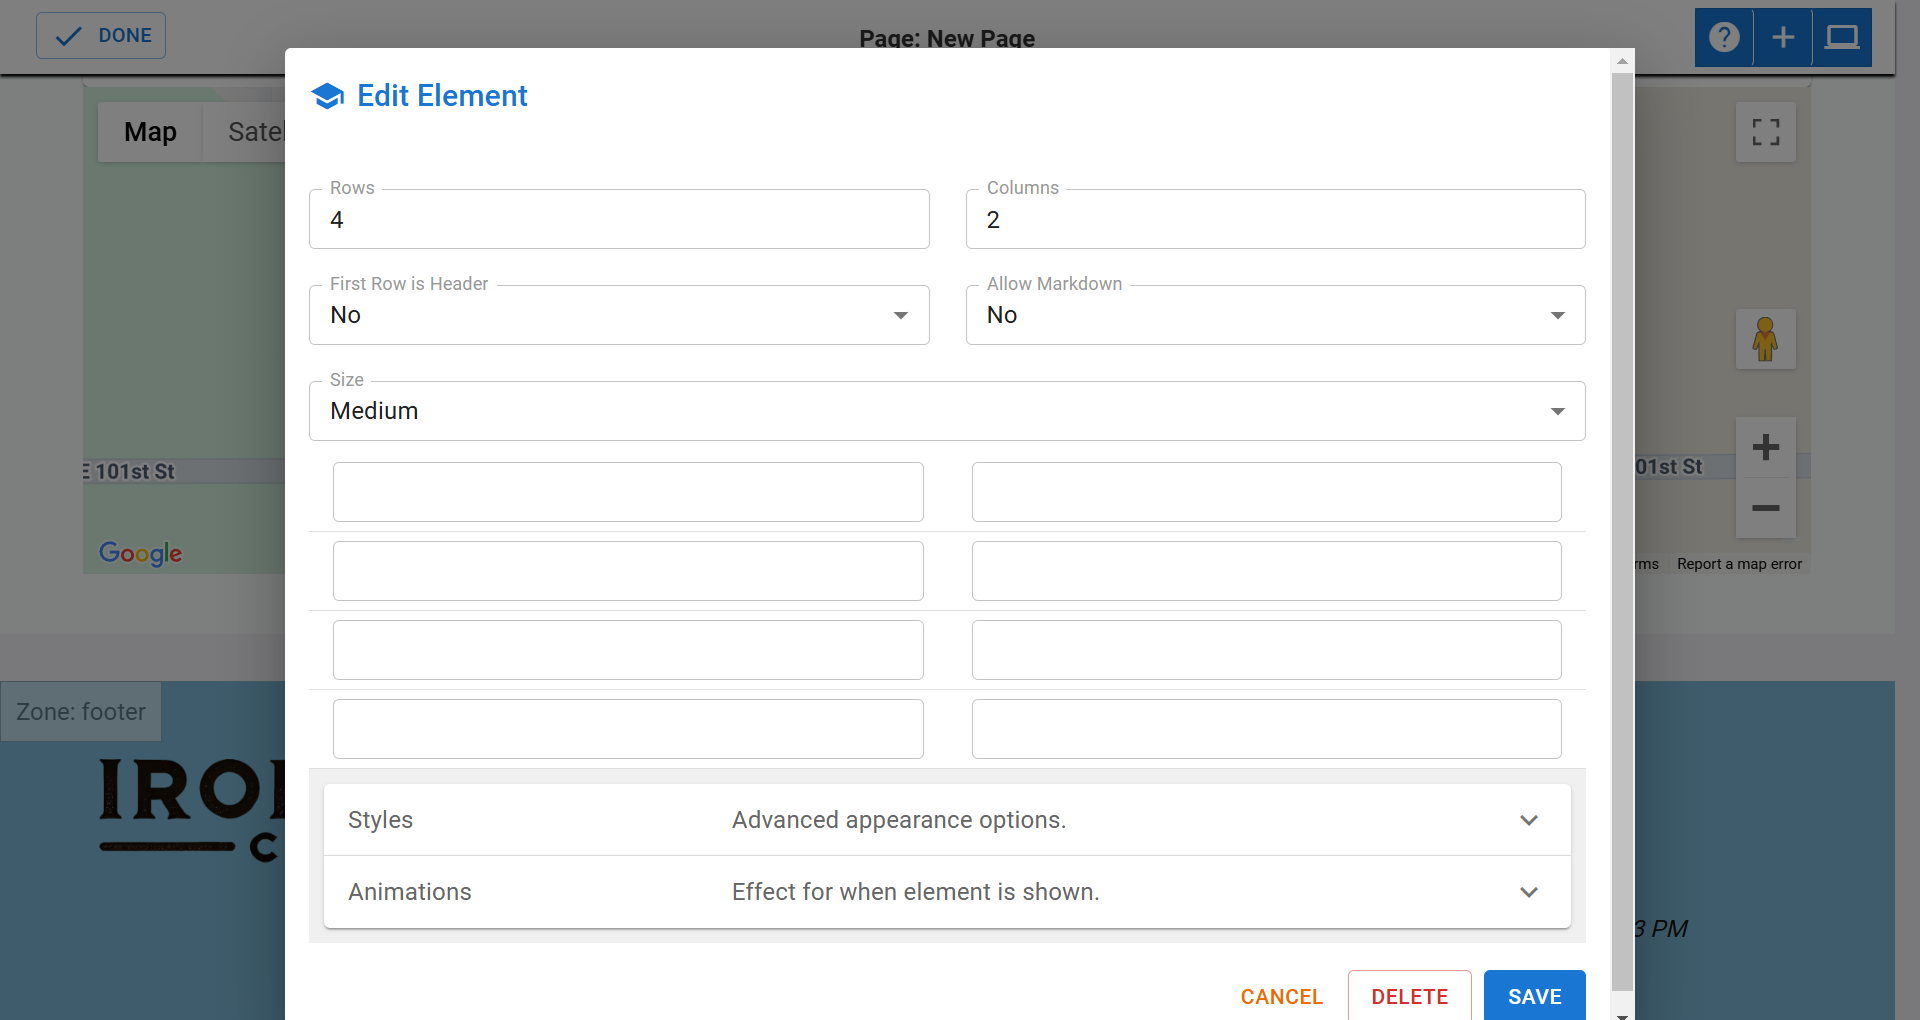 DONE
Page: New Page
Edit Element
Map
Satel
Rows
4
Columns
2
First Row is Header
No
Allow Markdown
No
Size
Medium
E 101st St
01st St
Google
rms
Report a map error
Zone: footer
IRO
C
Styles
Advanced appearance options.
Animations
Effect for when element is shown.
3 PM
CANCEL
DELETE
SAVE